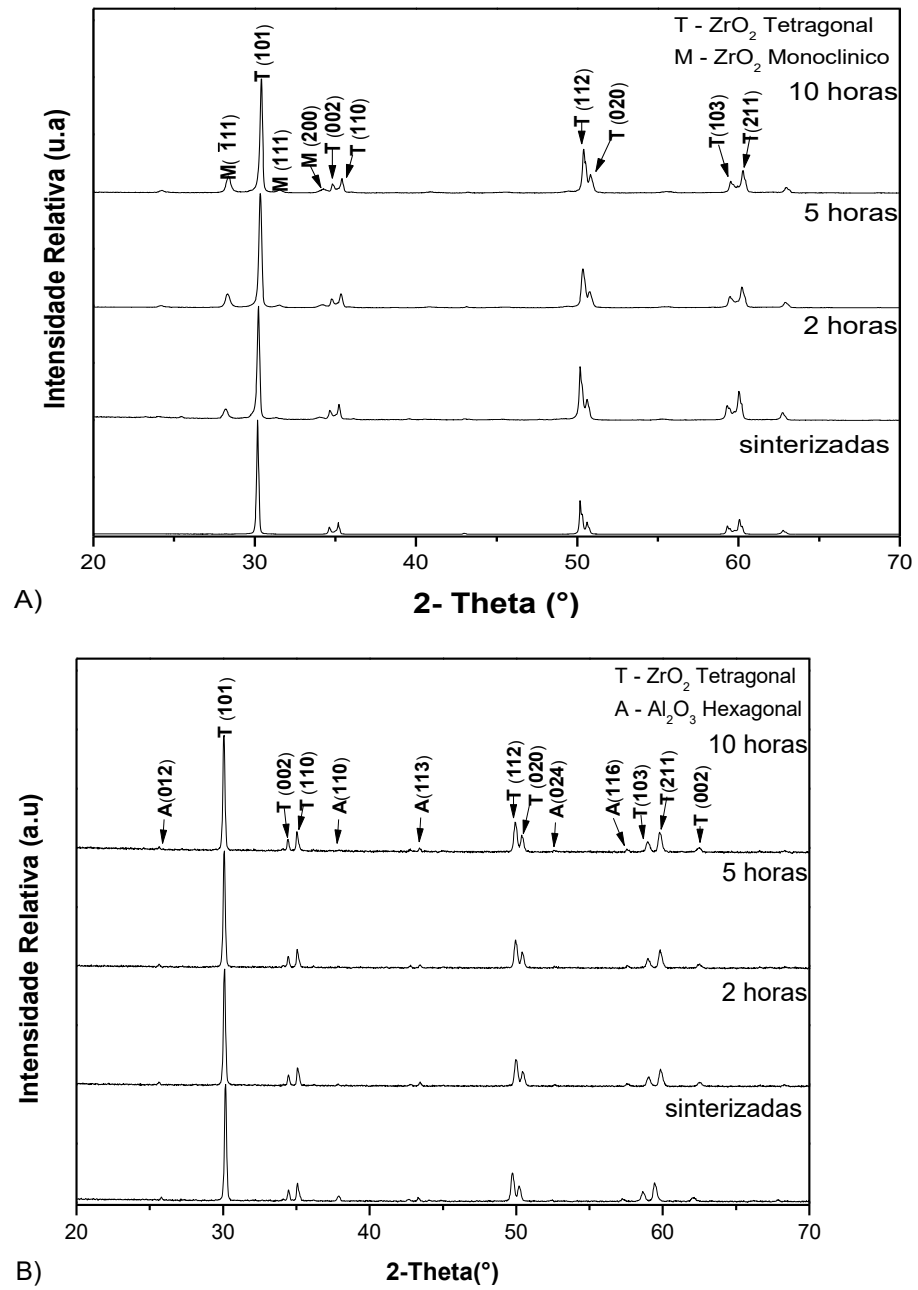 T - ZrO₂ Tetragonal
M - ZrO₂ Monoclinico
10 horas
M( 1̄11)
T (101)
M (111)
M (200)
T (002)
T (110)
T (112)
T (020)
T(103)
T(211)
5 horas
2 horas
sinterizadas
Intensidade Relativa (u.a)
20 30 40 50 60 70
2- Theta (°)
A)
T - ZrO₂ Tetragonal
A - Al₂O₃ Hexagonal
10 horas
A(012)
T (101)
T (002)
T (110)
A(110)
A(113)
T (112)
T (020)
A(024)
A(116)
T(103)
T(211)
T (002)
5 horas
2 horas
sinterizadas
Intensidade Relativa (a.u)
20 30 40 50 60 70
2-Theta(°)
B)